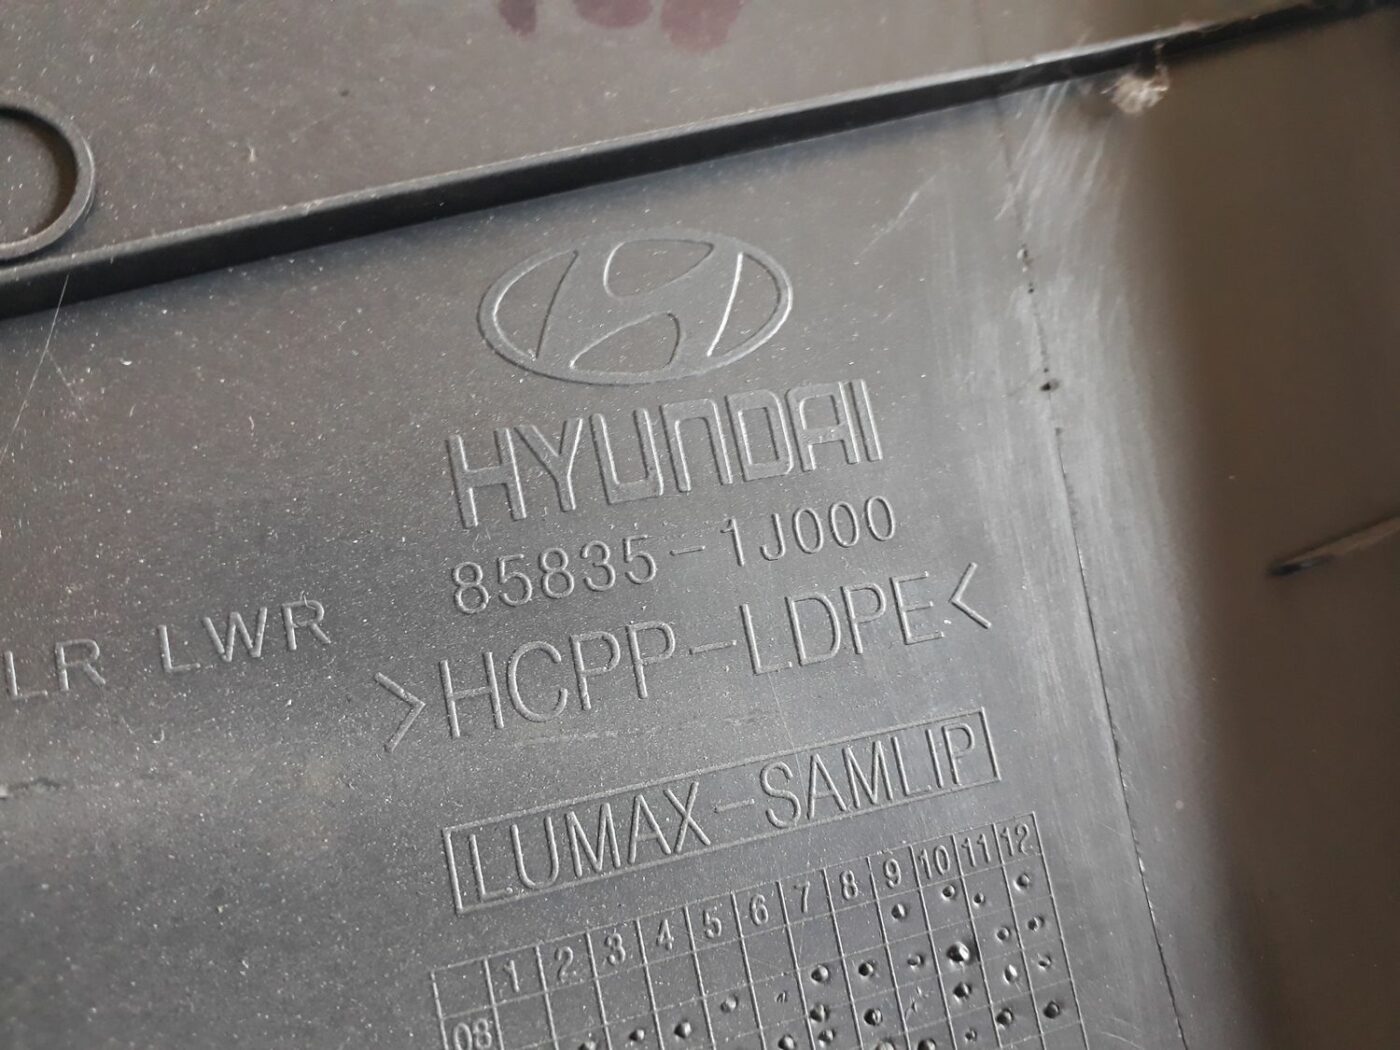 HYUNDAI
85835-1J000
LR LWR
>HCPP-LDPE<
LUMAX-SAMLIP
1 2 3 4 5 6 7 8 9 10 11 12
08